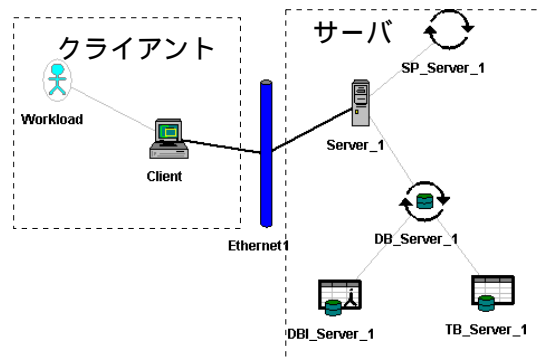 クライアント
サーバ
SP_Server_1
Workload
Server_1
Client
Ethernet1
DB_Server_1
DBI_Server_1
TB_Server_1